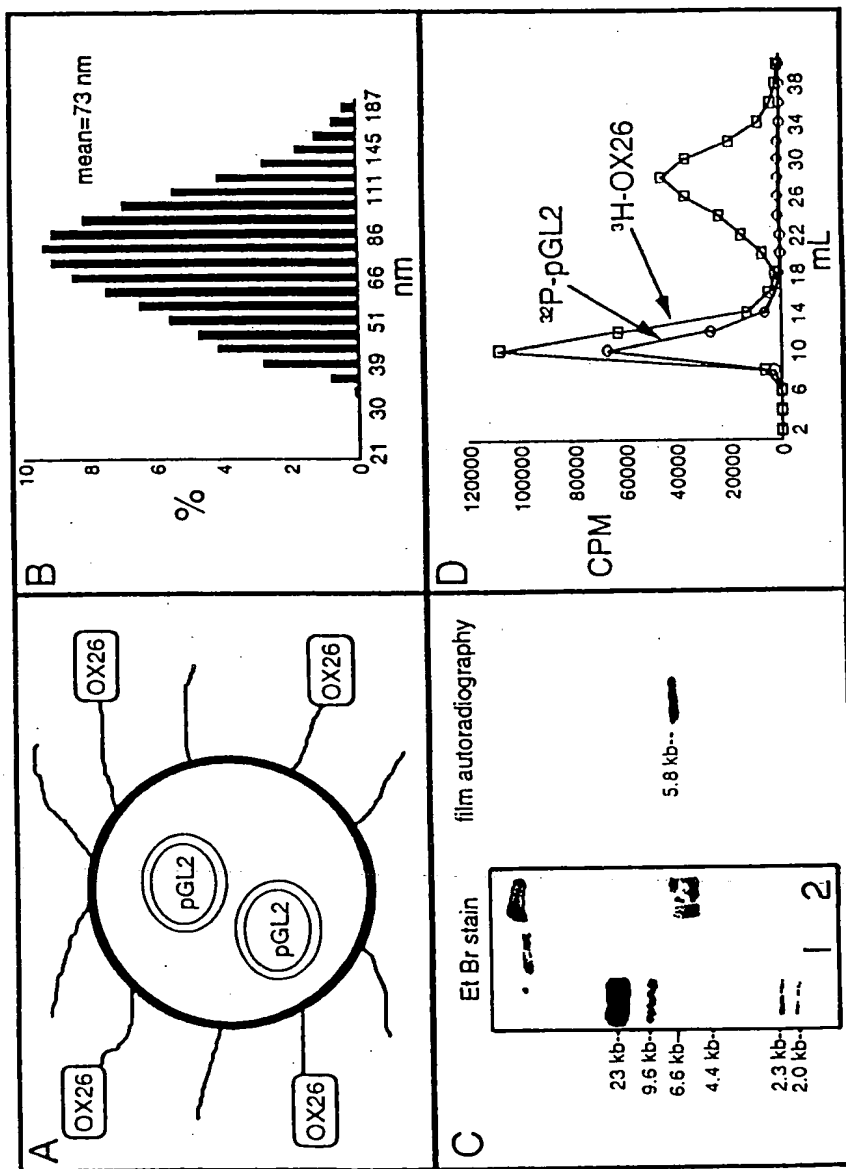 A
OX26
OX26
OX26
OX26
pGL2
pGL2
B
mean=73 nm
%
10
8
6
4
2
0
21 30 39 51 66 86 111 145 187
nm
C
Et Br stain
film autoradiography
23 kb--
9.6 kb--
6.6 kb--
4.4 kb--
2.3 kb--
2.0 kb--
1 2
5.8 kb--
D
CPM
120000
100000
80000
60000
40000
20000
0
³²P-pGL2
³H-OX26
2 6 10 14 18 22 26 30 34 38
mL